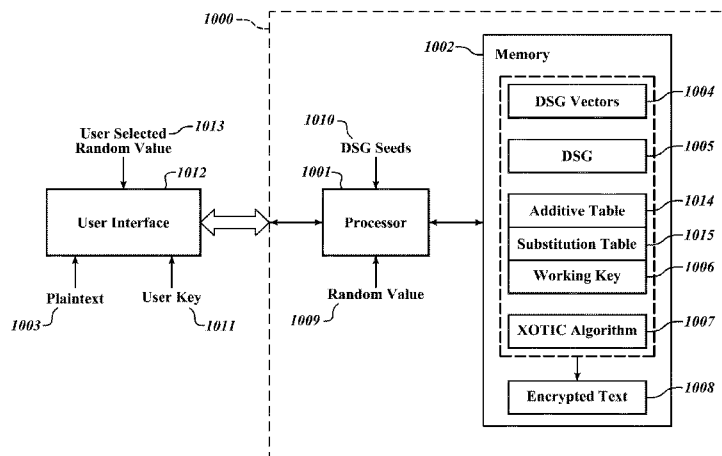 1000
1002
Memory
DSG Vectors
1004
DSG
1005
Additive Table
1014
Substitution Table
1015
Working Key
1006
XOTIC Algorithm
1007
Encrypted Text
1008
1010
DSG Seeds
1001
Processor
Random Value
1009
User Selected
Random Value
1013
1012
User Interface
Plaintext
1003
User Key
1011